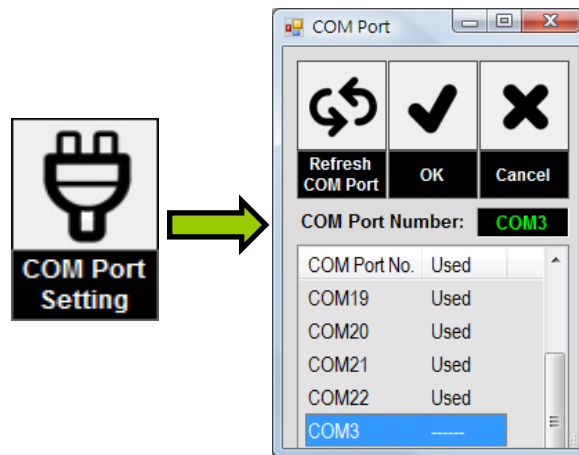 COM Port
Setting
COM Port
Refresh
COM Port
OK
Cancel
COM Port Number: COM3
COM Port No. Used
COM19 Used
COM20 Used
COM21 Used
COM22 Used
COM3 ------